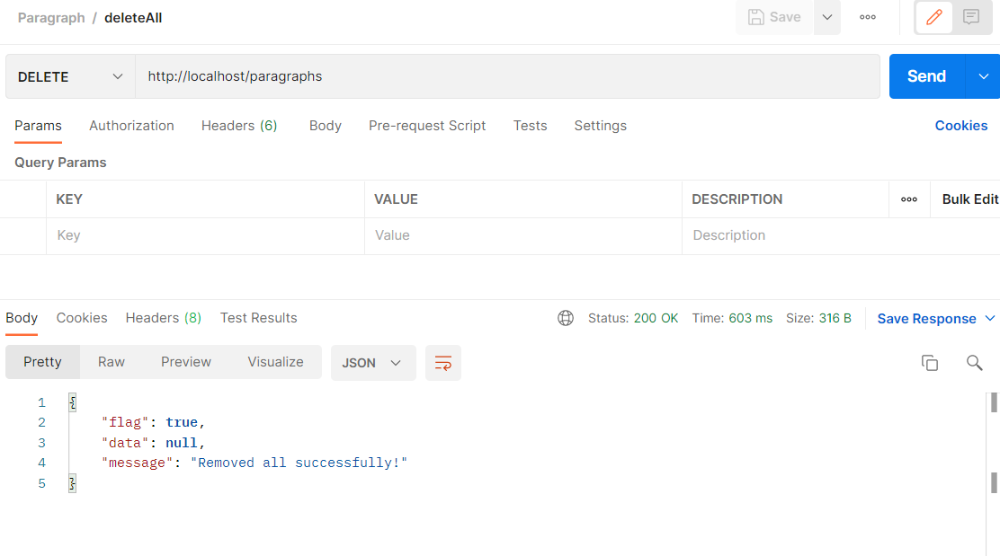 Paragraph / deleteAll
Save
DELETE http://localhost/paragraphs Send
Params Authorization Headers (6) Body Pre-request Script Tests Settings Cookies
Query Params
KEY VALUE DESCRIPTION Bulk Edit
Key Value Description
Body Cookies Headers (8) Test Results Status: 200 OK Time: 603 ms Size: 316 B Save Response
Pretty Raw Preview Visualize JSON
1 {
2 "flag": true,
3 "data": null,
4 "message": "Removed all successfully!"
5 }